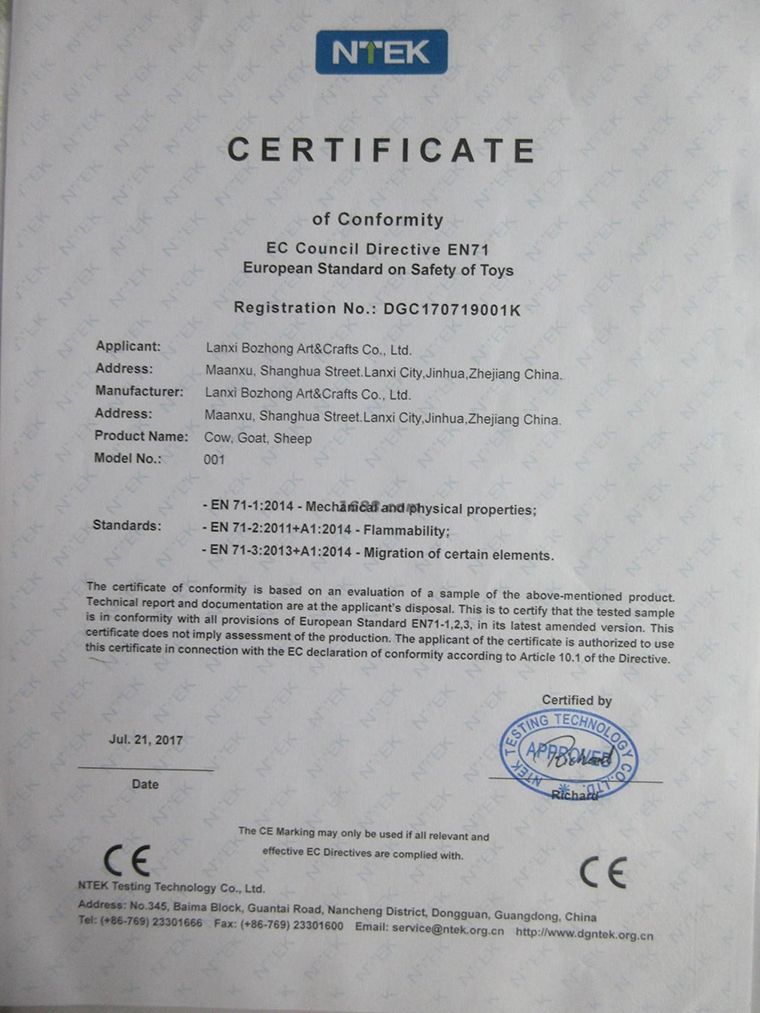 NTEK
CERTIFICATE
of Conformity
EC Council Directive EN71
European Standard on Safety of Toys
Registration No.: DGC170719001K
Applicant: Lanxi Bozhong Art&Crafts Co., Ltd.
Address: Maanxu, Shanghua Street.Lanxi City,Jinhua,Zhejiang China.
Manufacturer: Lanxi Bozhong Art&Crafts Co., Ltd.
Address: Maanxu, Shanghua Street.Lanxi City,Jinhua,Zhejiang China.
Product Name: Cow, Goat, Sheep
Model No.: 001
- EN 71-1:2014 - Mechanical and physical properties;
1688.com
Standards: - EN 71-2:2011+A1:2014 - Flammability;
- EN 71-3:2013+A1:2014 - Migration of certain elements.
The certificate of conformity is based on an evaluation of a sample of the above-mentioned product.
Technical report and documentation are at the applicant's disposal. This is to certify that the tested sample
is in conformity with all provisions of European Standard EN71-1,2,3, in its latest amended version. This
certificate does not imply assessment of the production. The applicant of the certificate is authorized to use
this certificate in connection with the EC declaration of conformity according to Article 10.1 of the Directive.
Certified by
NTEK TESTING TECHNOLOGY CO.,LTD.
APPROVED
Richard
Jul. 21, 2017
Date
Richard
The CE Marking may only be used if all relevant and
effective EC Directives are complied with.
CE
CE
NTEK Testing Technology Co., Ltd.
Address: No.345, Baima Block, Guantai Road, Nancheng District, Dongguan, Guangdong, China
Tel: (+86-769) 23301666 Fax: (+86-769) 23301600 Email: service@ntek.org.cn http://www.dgntek.org.cn